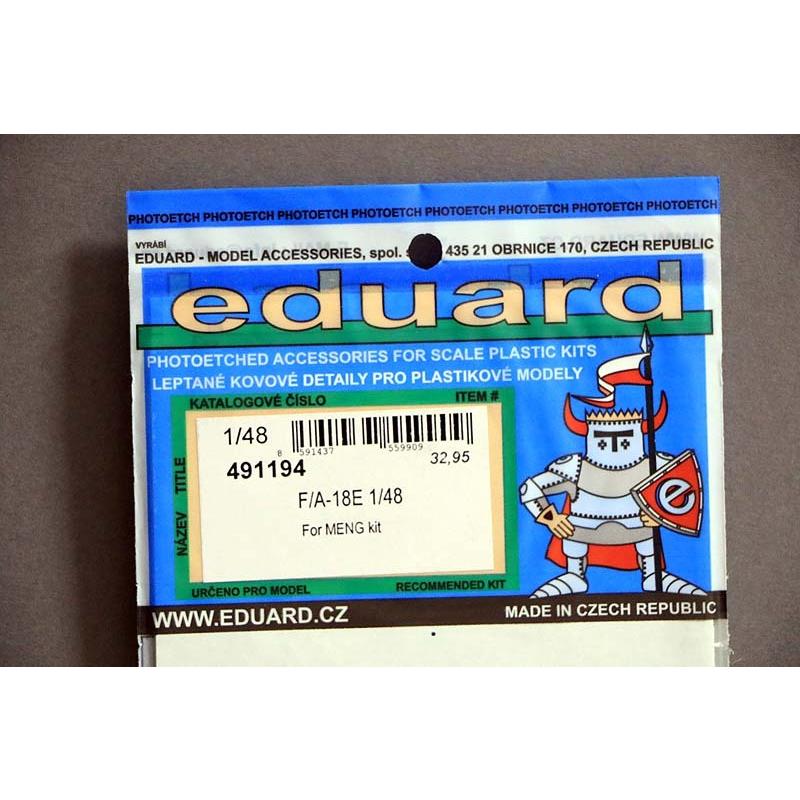 PHOTOETCH PHOTOETCH PHOTOETCH PHOTOETCH PHOTOETCH PHOTOETCH PHOTOETCH PHOTOETCH
VYRÁBÍ
EDUARD - MODEL ACCESSORIES, spol. 435 21 OBRNICE 170, CZECH REPUBLIC
eduard
PHOTOETCHED ACCESSORIES FOR SCALE PLASTIC KITS
LEPTANÉ KOVOVÉ DETAILY PRO PLASTIKOVÉ MODELY
KATALOGOVÉ ČÍSLO ITEM #
1/48
8 591437 559909
491194 32,95
F/A-18E 1/48
For MENG kit
NÁZEV TITLE
e
URČENO PRO MODEL RECOMMENDED KIT
WWW.EDUARD.CZ MADE IN CZECH REPUBLIC